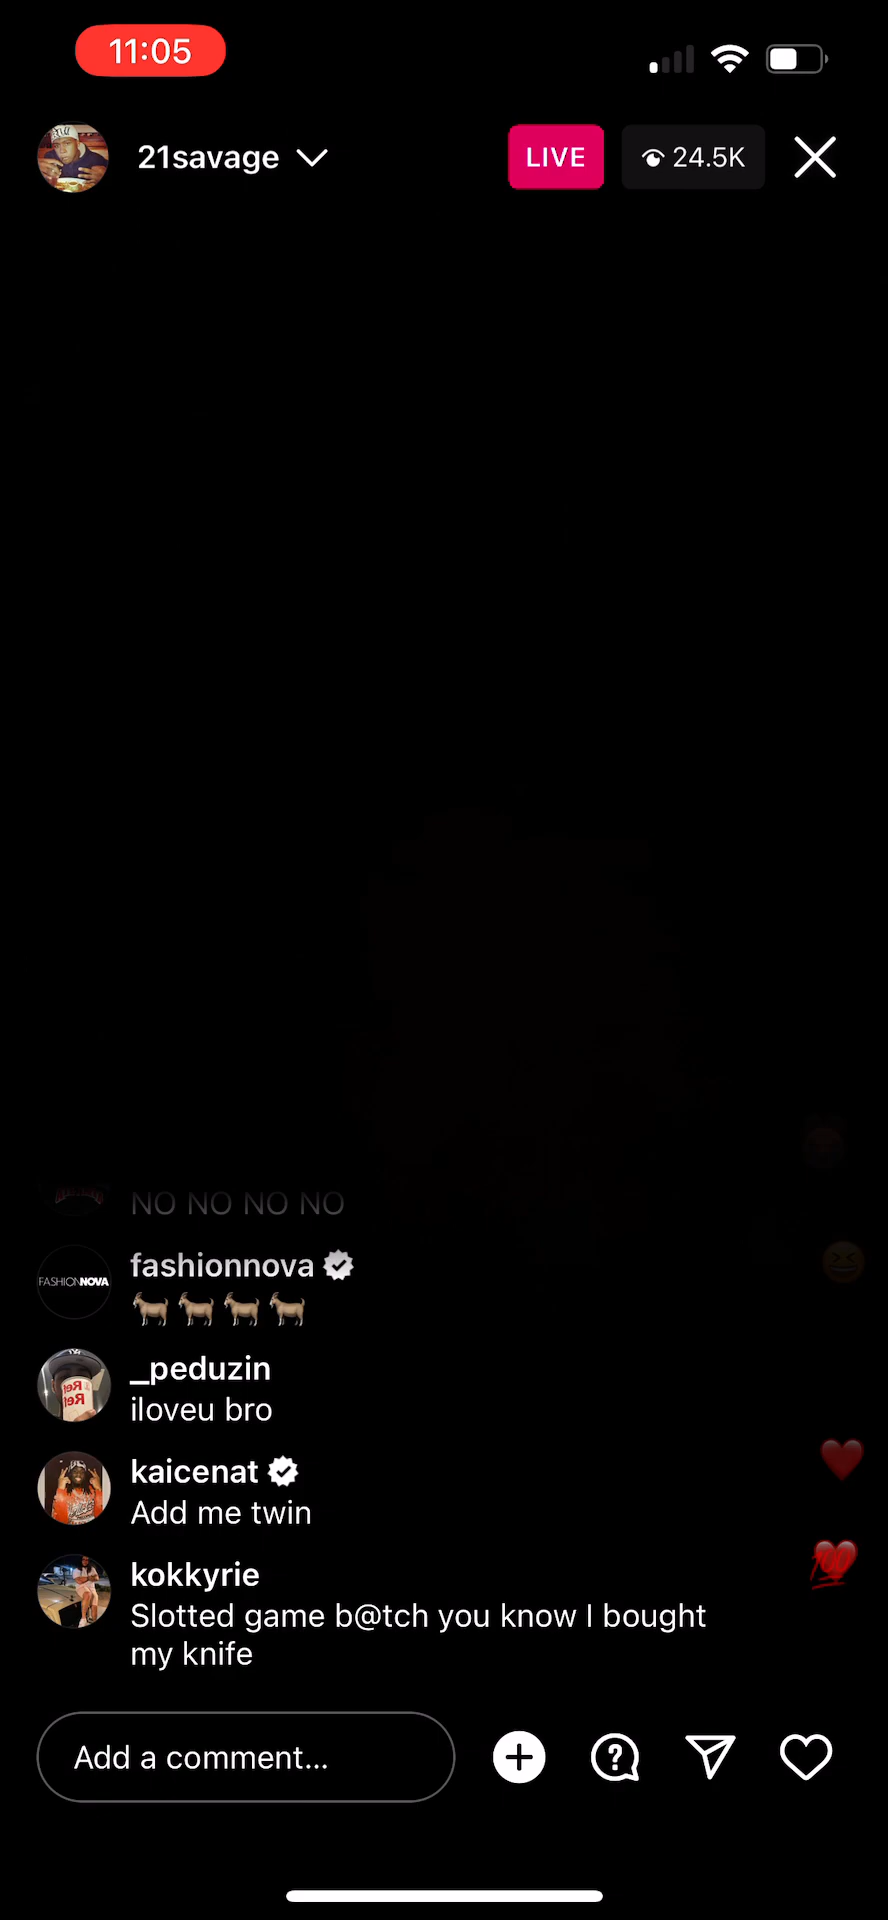 11:05
21savage
LIVE
24.5K
NO NO NO NO
fashionnova
FASHIONNOVA
🐐🐐🐐🐐
_peduzin
iloveu bro
kaicenat
Add me twin
kokkyrie
Slotted game b@tch you know I bought
my knife
Add a comment...